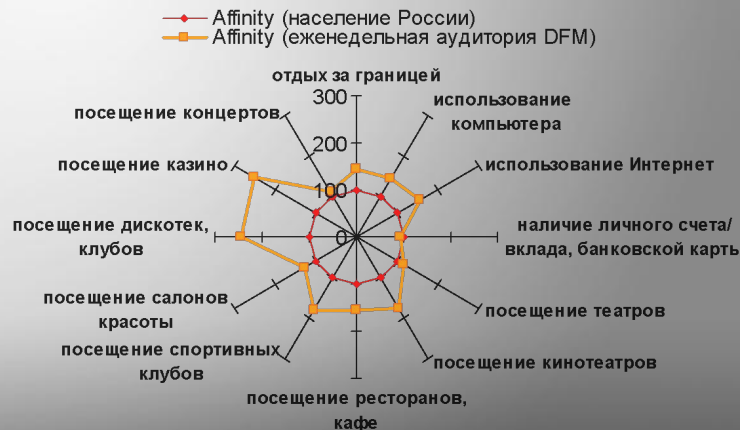 Affinity (население России)
Affinity (еженедельная аудитория DFM)
отдых за границей
300
200
100
0
использование
компьютера
использование Интернет
наличие личного счета/
вклада, банковской карть
посещение театров
посещение кинотеатров
посещение ресторанов,
кафе
посещение спортивных
клубов
посещение салонов
красоты
посещение дискотек,
клубов
посещение казино
посещение концертов